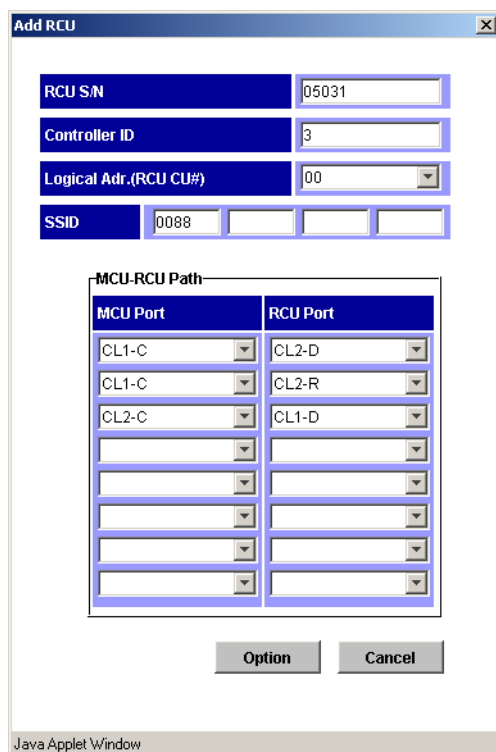 Add RCU
RCU S/N 05031
Controller ID 3
Logical Adr.(RCU CU#) 00
SSID 0088
MCU-RCU Path
MCU Port RCU Port
CL1-C CL2-D
CL1-C CL2-R
CL2-C CL1-D
Option Cancel
Java Applet Window